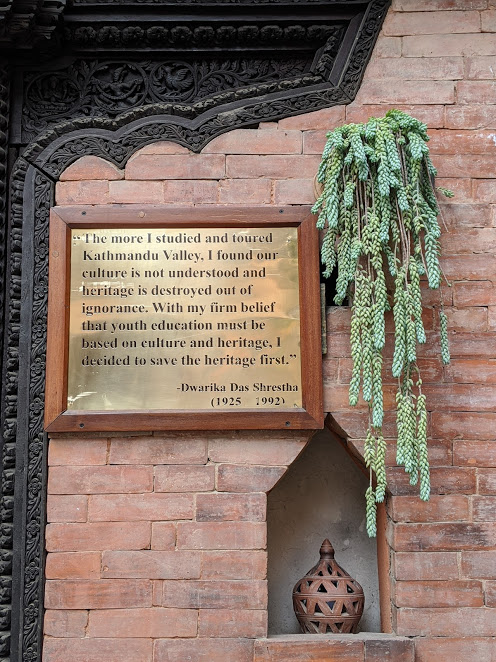 “The more I studied and toured
Kathmandu Valley, I found our
culture is not understood and
heritage is destroyed out of
ignorance. With my firm belief
that youth education must be
based on culture and heritage, I
decided to save the heritage first.”
-Dwarika Das Shrestha
(1925   1992)